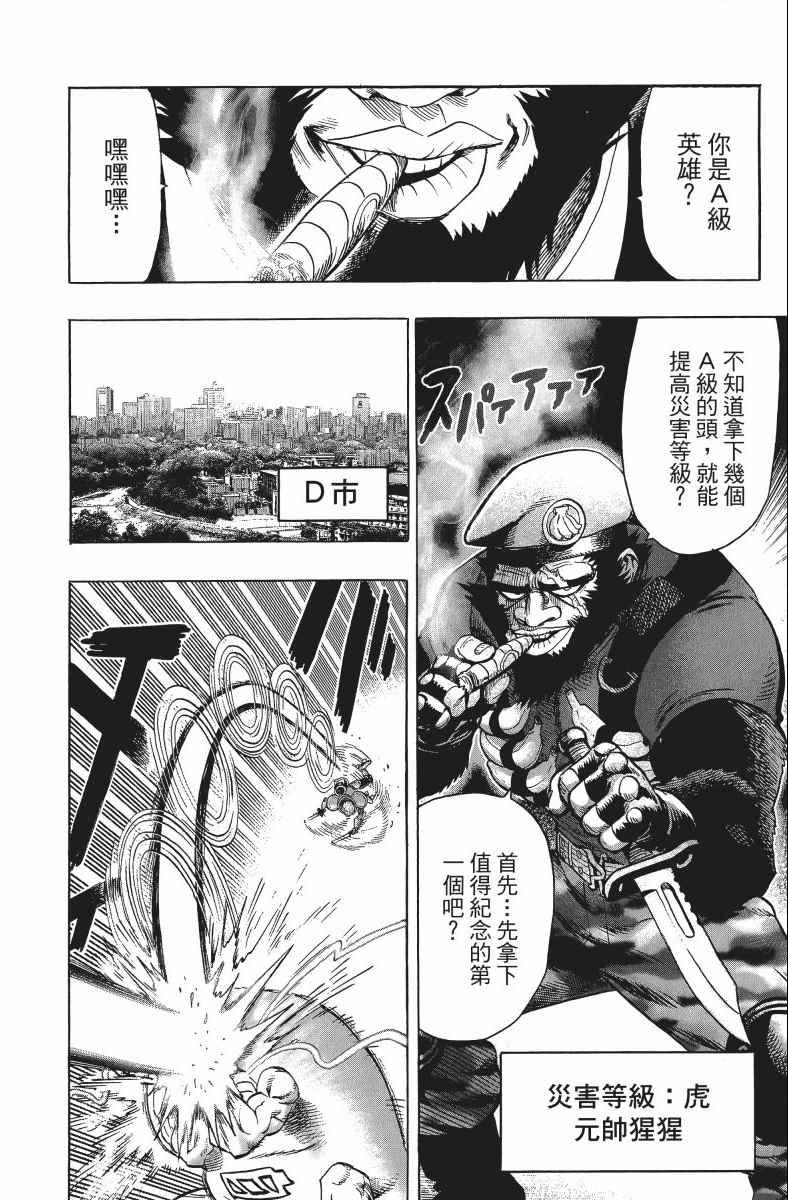 你是A級
英雄？
嘿嘿嘿…
不知道拿下幾個
A級的頭，就能
提高災害等級？
スパァアァァ
首先…先拿下
值得紀念的第
一個吧？
災害等級：虎
元帥猩猩
D市